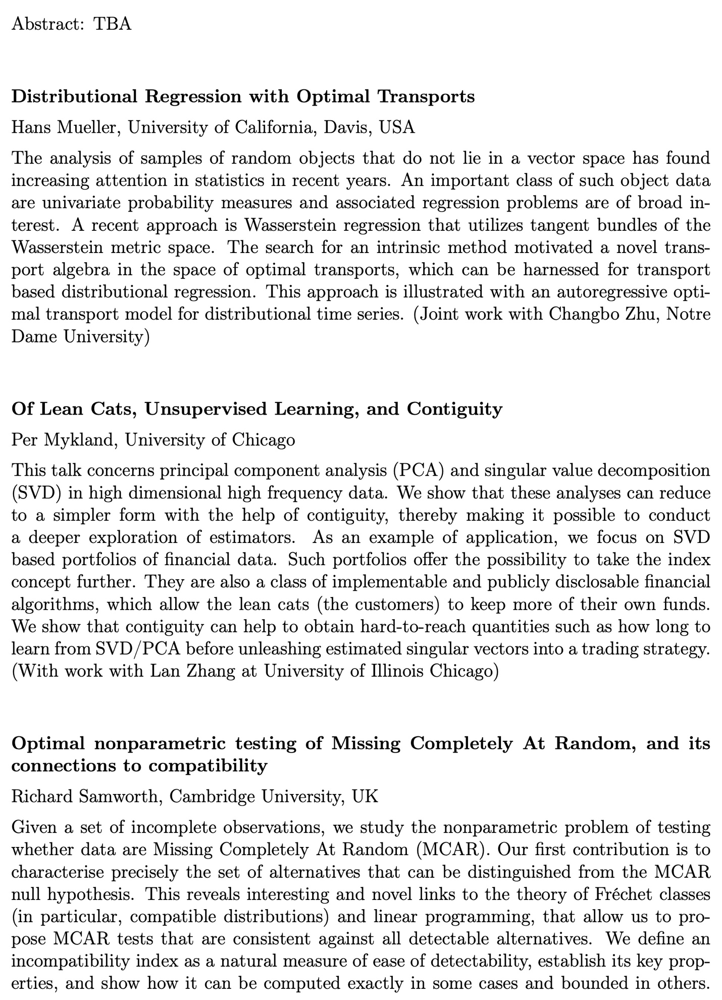 Abstract: TBA
Distributional Regression with Optimal Transports
Hans Mueller, University of California, Davis, USA
The analysis of samples of random objects that do not lie in a vector space has found
increasing attention in statistics in recent years. An important class of such object data
are univariate probability measures and associated regression problems are of broad in-
terest. A recent approach is Wasserstein regression that utilizes tangent bundles of the
Wasserstein metric space. The search for an intrinsic method motivated a novel trans-
port algebra in the space of optimal transports, which can be harnessed for transport
based distributional regression. This approach is illustrated with an autoregressive opti-
mal transport model for distributional time series. (Joint work with Changbo Zhu, Notre
Dame University)
Of Lean Cats, Unsupervised Learning, and Contiguity
Per Mykland, University of Chicago
This talk concerns principal component analysis (PCA) and singular value decomposition
(SVD) in high dimensional high frequency data. We show that these analyses can reduce
to a simpler form with the help of contiguity, thereby making it possible to conduct
a deeper exploration of estimators. As an example of application, we focus on SVD
based portfolios of financial data. Such portfolios offer the possibility to take the index
concept further. They are also a class of implementable and publicly disclosable financial
algorithms, which allow the lean cats (the customers) to keep more of their own funds.
We show that contiguity can help to obtain hard-to-reach quantities such as how long to
learn from SVD/PCA before unleashing estimated singular vectors into a trading strategy.
(With work with Lan Zhang at University of Illinois Chicago)
Optimal nonparametric testing of Missing Completely At Random, and its
connections to compatibility
Richard Samworth, Cambridge University, UK
Given a set of incomplete observations, we study the nonparametric problem of testing
whether data are Missing Completely At Random (MCAR). Our first contribution is to
characterise precisely the set of alternatives that can be distinguished from the MCAR
null hypothesis. This reveals interesting and novel links to the theory of Fréchet classes
(in particular, compatible distributions) and linear programming, that allow us to pro-
pose MCAR tests that are consistent against all detectable alternatives. We define an
incompatibility index as a natural measure of ease of detectability, establish its key prop-
erties, and show how it can be computed exactly in some cases and bounded in others.